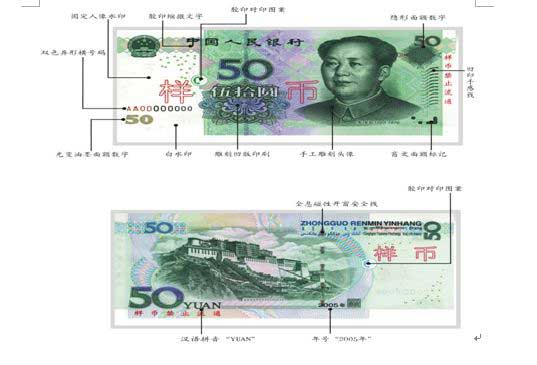 胶印对印图案
固定人像水印
胶印缩微文字
隐形面额数字
中国人民银行
50
双色异形横号码
50
凹印手感线
样币
伍拾圆
样币禁止流通
AA00000000
50
光变油墨面额数字
白水印
雕刻凹版印刷
手工雕刻头像
盲文面额标记
胶印对印图案
全息磁性开窗安全线
50
ZHONGGUO RENMIN YINHANG
50
样币
50
YUAN
2005年
样币禁止流通
汉语拼音“YUAN”
年号“2005年”